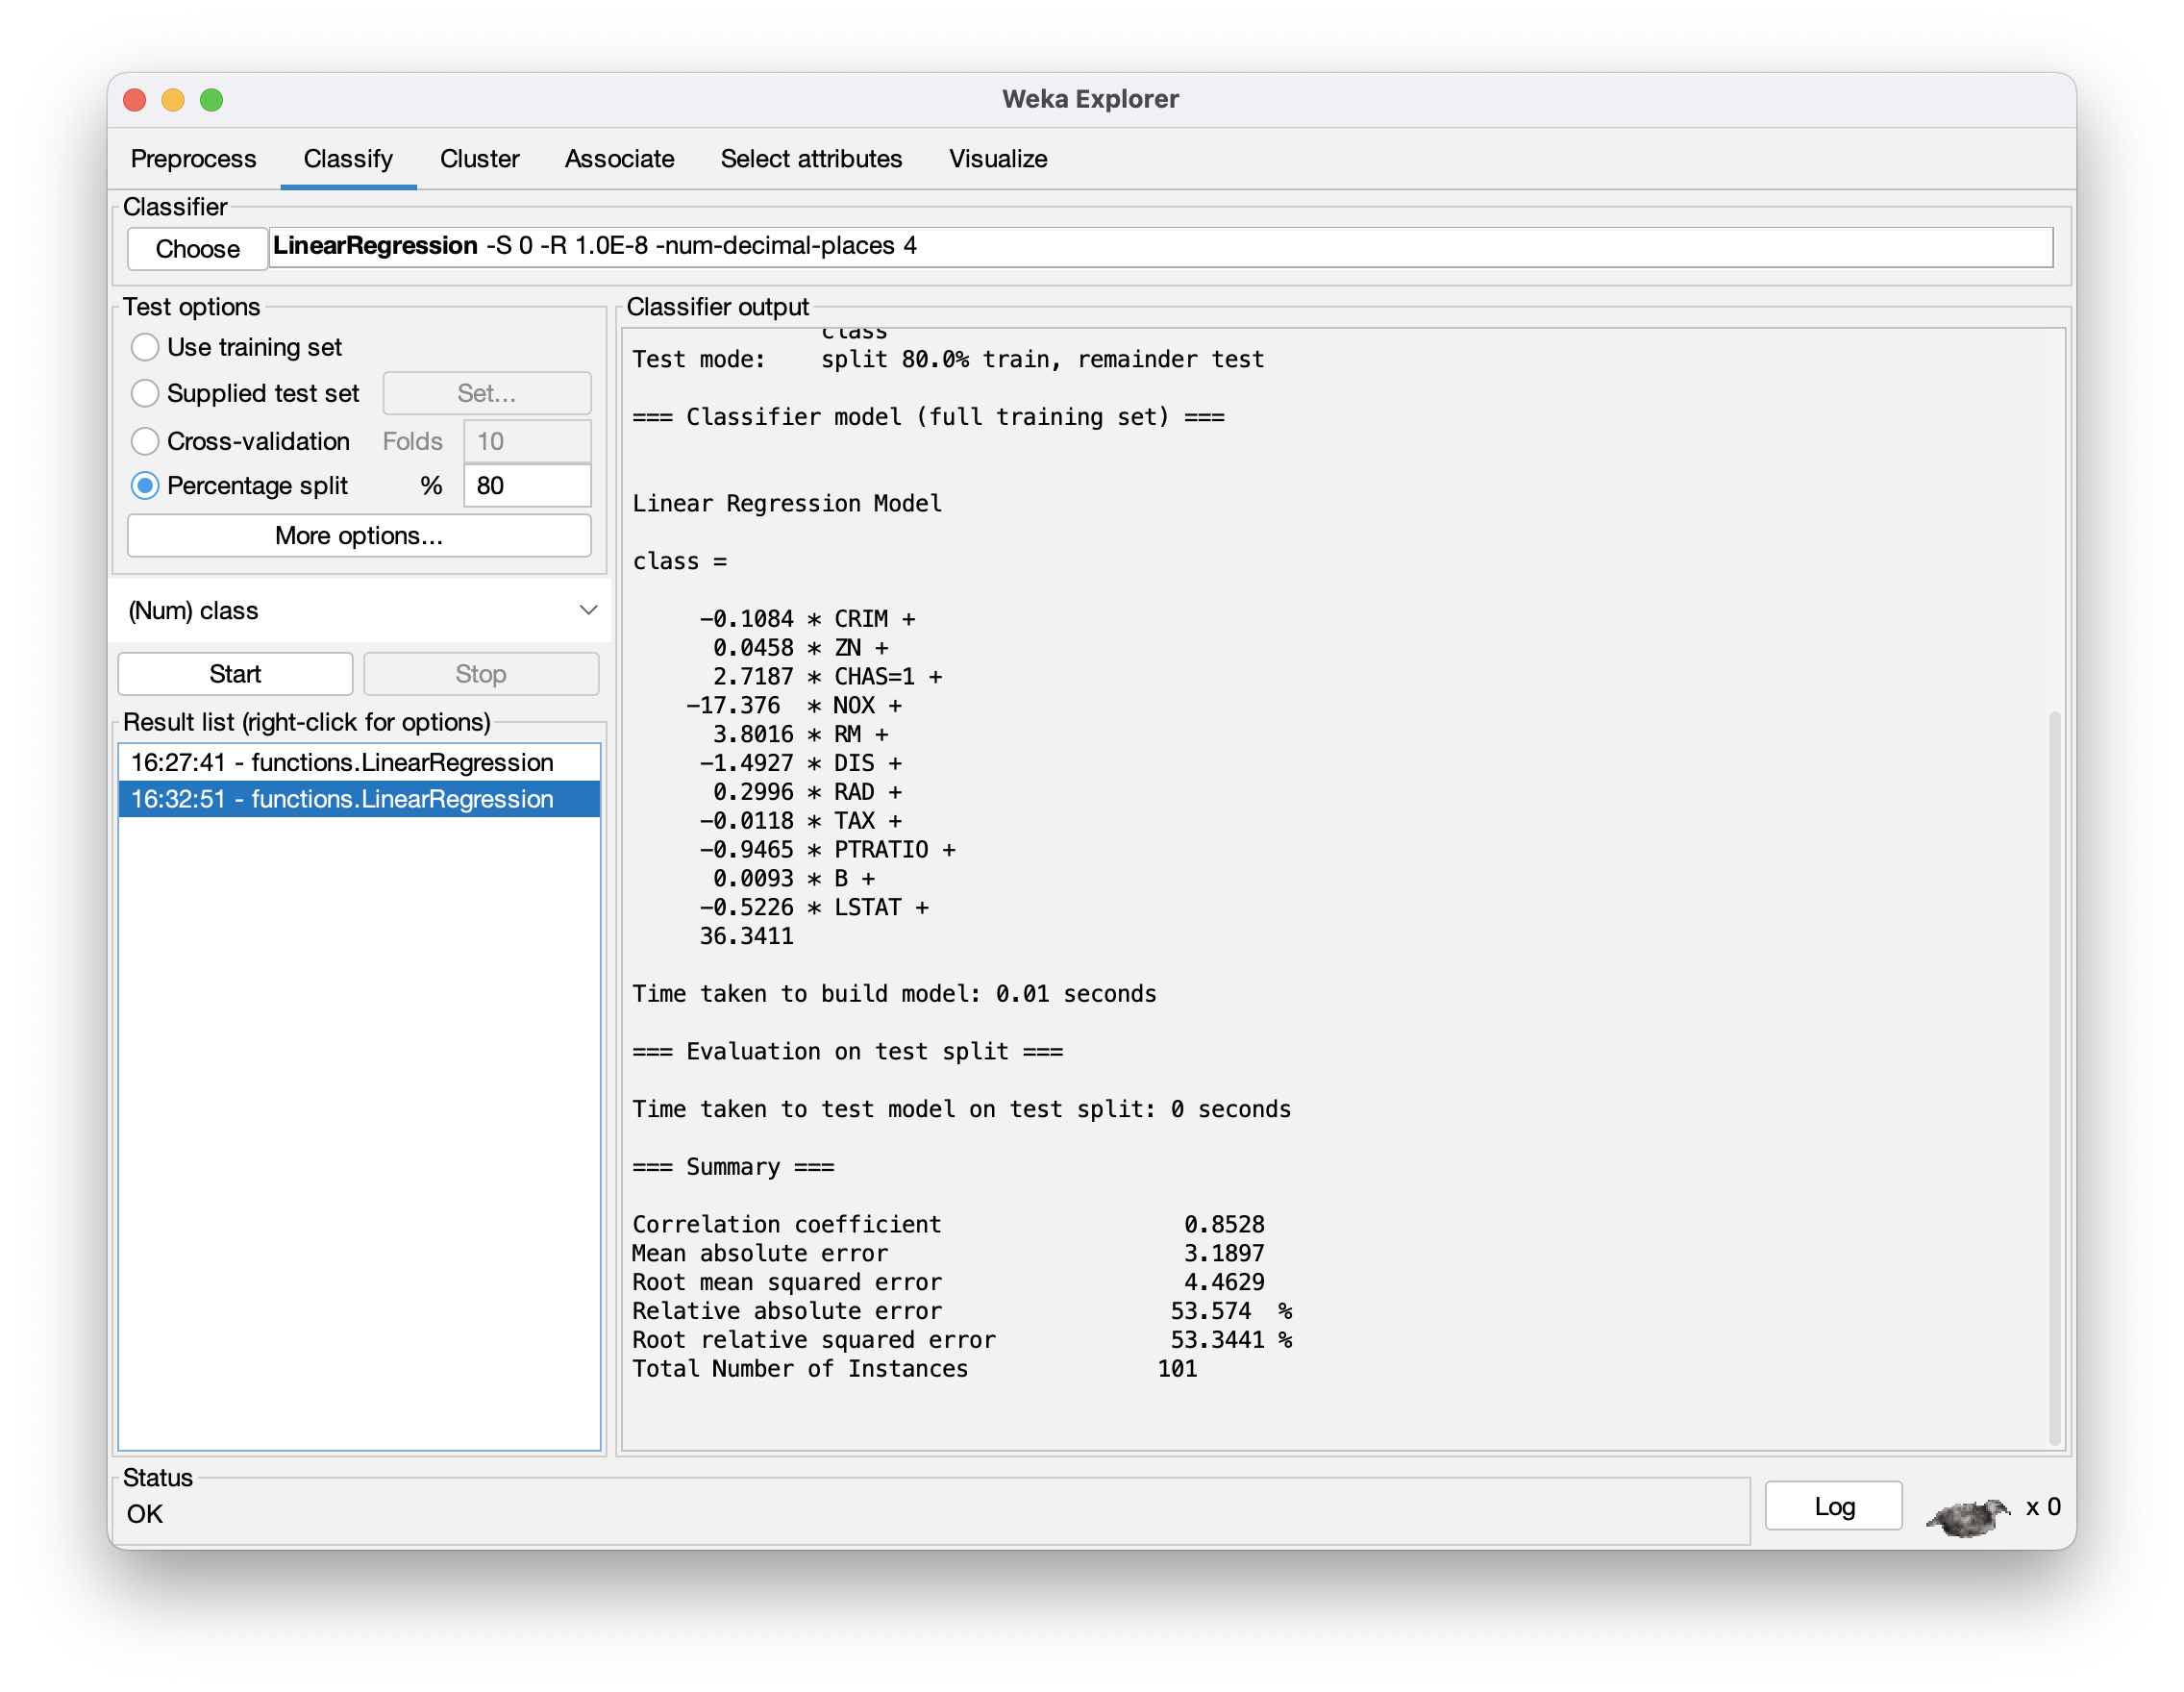 Weka Explorer
Preprocess Classify Cluster Associate Select attributes Visualize
Classifier
Choose LinearRegression -S 0 -R 1.0E-8 -num-decimal-places 4
Test options
Use training set
Supplied test set Set...
Cross-validation Folds 10
Percentage split % 80
More options...
(Num) class
Start Stop
Result list (right-click for options)
16:27:41 - functions.LinearRegression
16:32:51 - functions.LinearRegression
Classifier output
class
Test mode: split 80.0% train, remainder test
=== Classifier model (full training set) ===
Linear Regression Model
class =
-0.1084 * CRIM +
0.0458 * ZN +
2.7187 * CHAS=1 +
-17.376 * NOX +
3.8016 * RM +
-1.4927 * DIS +
0.2996 * RAD +
-0.0118 * TAX +
-0.9465 * PTRATIO +
0.0093 * B +
-0.5226 * LSTAT +
36.3411
Time taken to build model: 0.01 seconds
=== Evaluation on test split ===
Time taken to test model on test split: 0 seconds
=== Summary ===
Correlation coefficient 0.8528
Mean absolute error 3.1897
Root mean squared error 4.4629
Relative absolute error 53.574 %
Root relative squared error 53.3441 %
Total Number of Instances 101
Status
OK
Log x 0